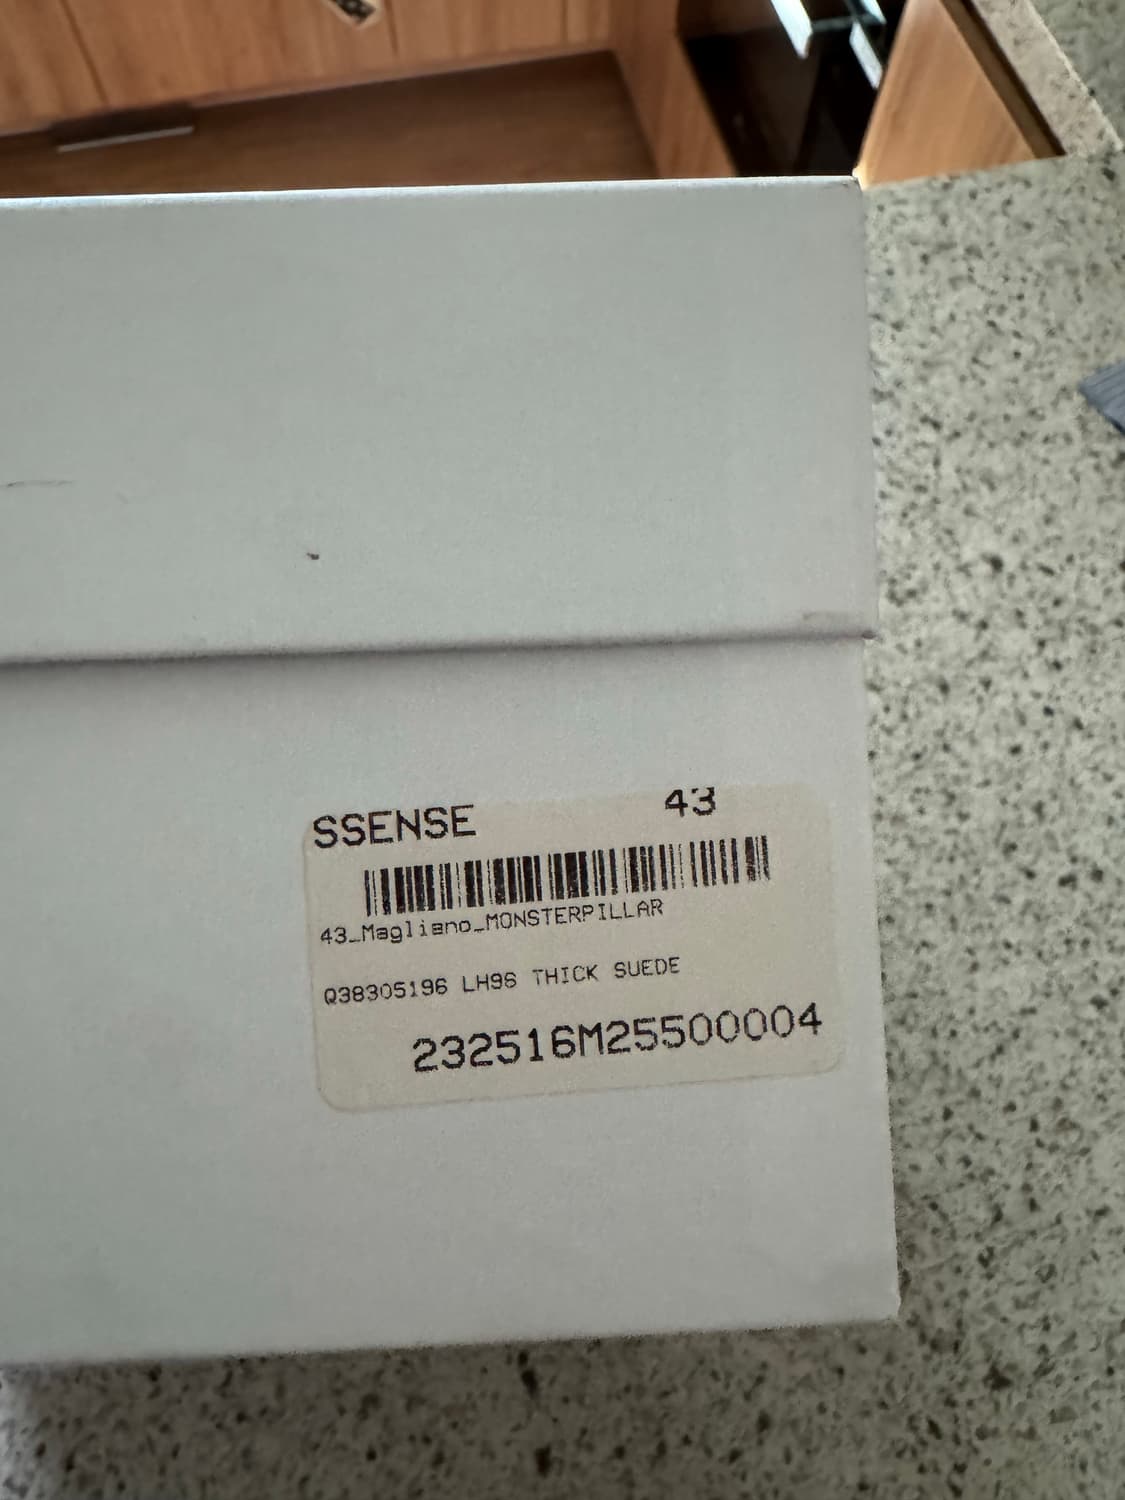 SSENSE 43
43_Magliano_MONSTERPILLAR
Q38305196 LH96 THICK SUEDE
232516M25500004